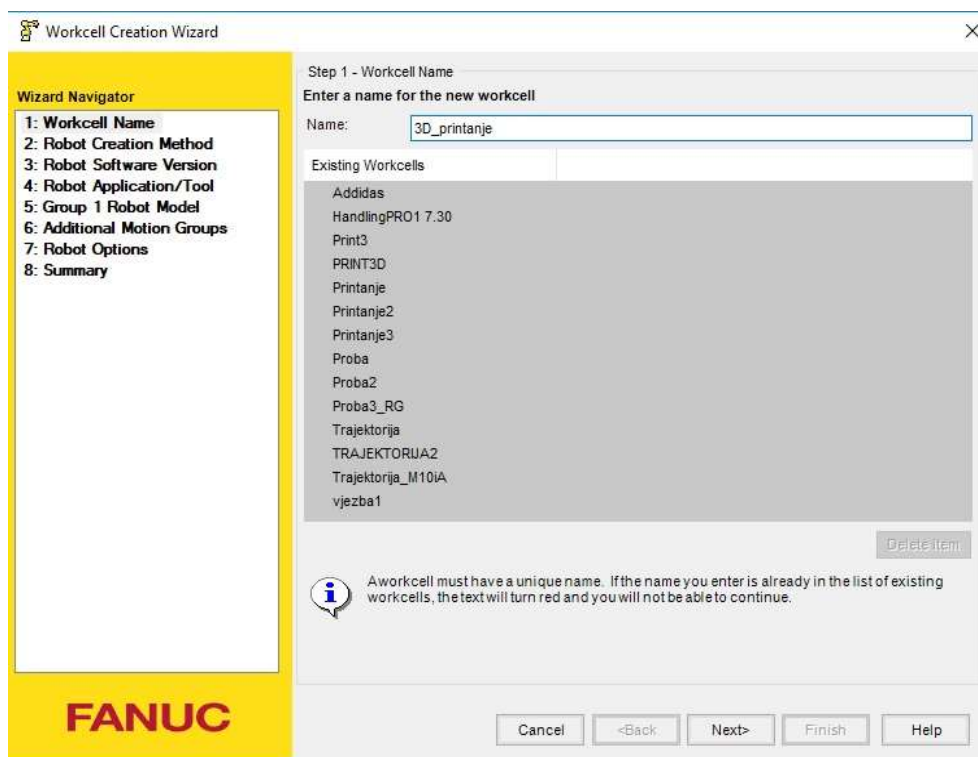 Workcell Creation Wizard
Wizard Navigator
1: Workcell Name
2: Robot Creation Method
3: Robot Software Version
4: Robot Application/Tool
5: Group 1 Robot Model
6: Additional Motion Groups
7: Robot Options
8: Summary
FANUC
Step 1 - Workcell Name
Enter a name for the new workcell
Name: 3D_printanje
Existing Workcells
Addidas
HandlingPRO1 7.30
Print3
PRINT3D
Printanje
Printanje2
Printanje3
Proba
Proba2
Proba3_RG
Trajektorija
TRAJEKTORIJA2
Trajektorija_M10iA
vjezba1
Delete Item
A workcell must have a unique name. If the name you enter is already in the list of existing
workcells, the text will turn red and you will not be able to continue.
Cancel <Back Next> Finish Help